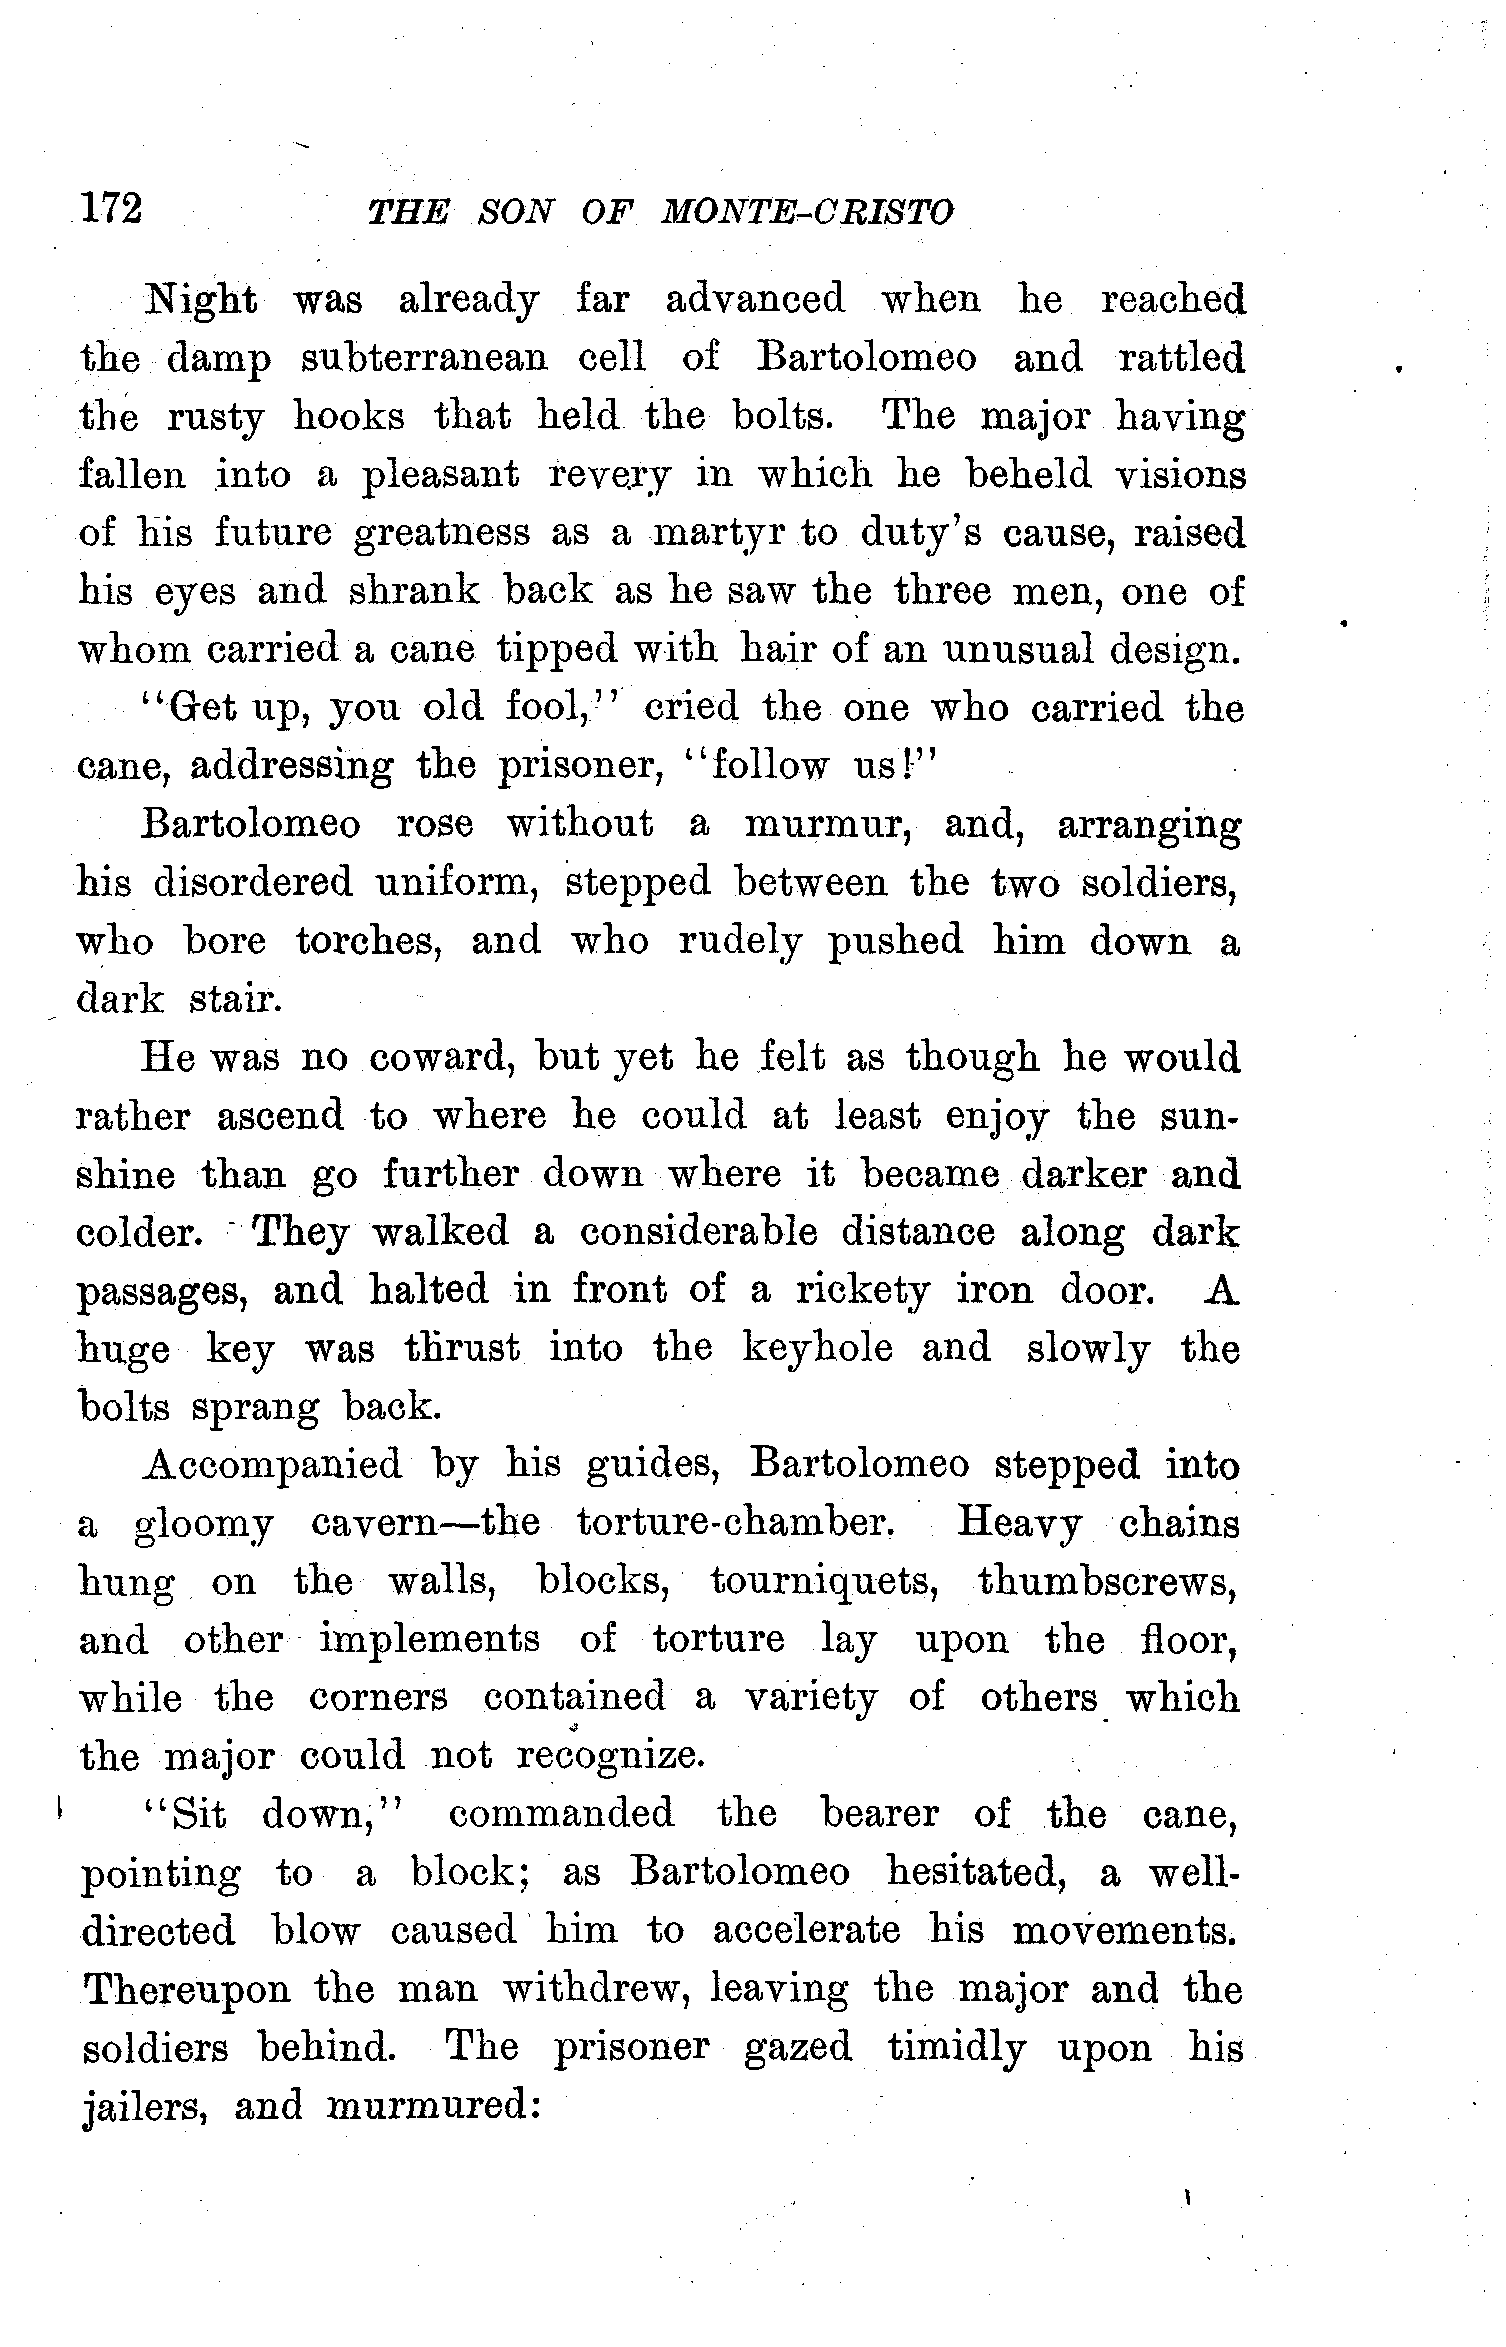 172 THE SON OF MONTE-CRISTO
Night was already far advanced when he reached
the damp subterranean cell of Bartolomeo and rattled
the rusty hooks that held the bolts. The major having
fallen into a pleasant revery in which he beheld visions
of his future greatness as a martyr to duty's cause, raised
his eyes and shrank back as he saw the three men, one of
whom carried a cane tipped with hair of an unusual design.
"Get up, you old fool," cried the one who carried the
cane, addressing the prisoner, "follow us!"
Bartolomeo rose without a murmur, and, arranging
his disordered uniform, stepped between the two soldiers,
who bore torches, and who rudely pushed him down a
dark stair.
He was no coward, but yet he felt as though he would
rather ascend to where he could at least enjoy the sun-
shine than go further down where it became darker and
colder. They walked a considerable distance along dark
passages, and halted in front of a rickety iron door. A
huge key was thrust into the keyhole and slowly the
bolts sprang back.
Accompanied by his guides, Bartolomeo stepped into
a gloomy cavern—the torture-chamber. Heavy chains
hung on the walls, blocks, tourniquets, thumbscrews,
and other implements of torture lay upon the floor,
while the corners contained a variety of others which
the major could not recognize.
"Sit down," commanded the bearer of the cane,
pointing to a block; as Bartolomeo hesitated, a well-
directed blow caused him to accelerate his movements.
Thereupon the man withdrew, leaving the major and the
soldiers behind. The prisoner gazed timidly upon his
jailers, and murmured: